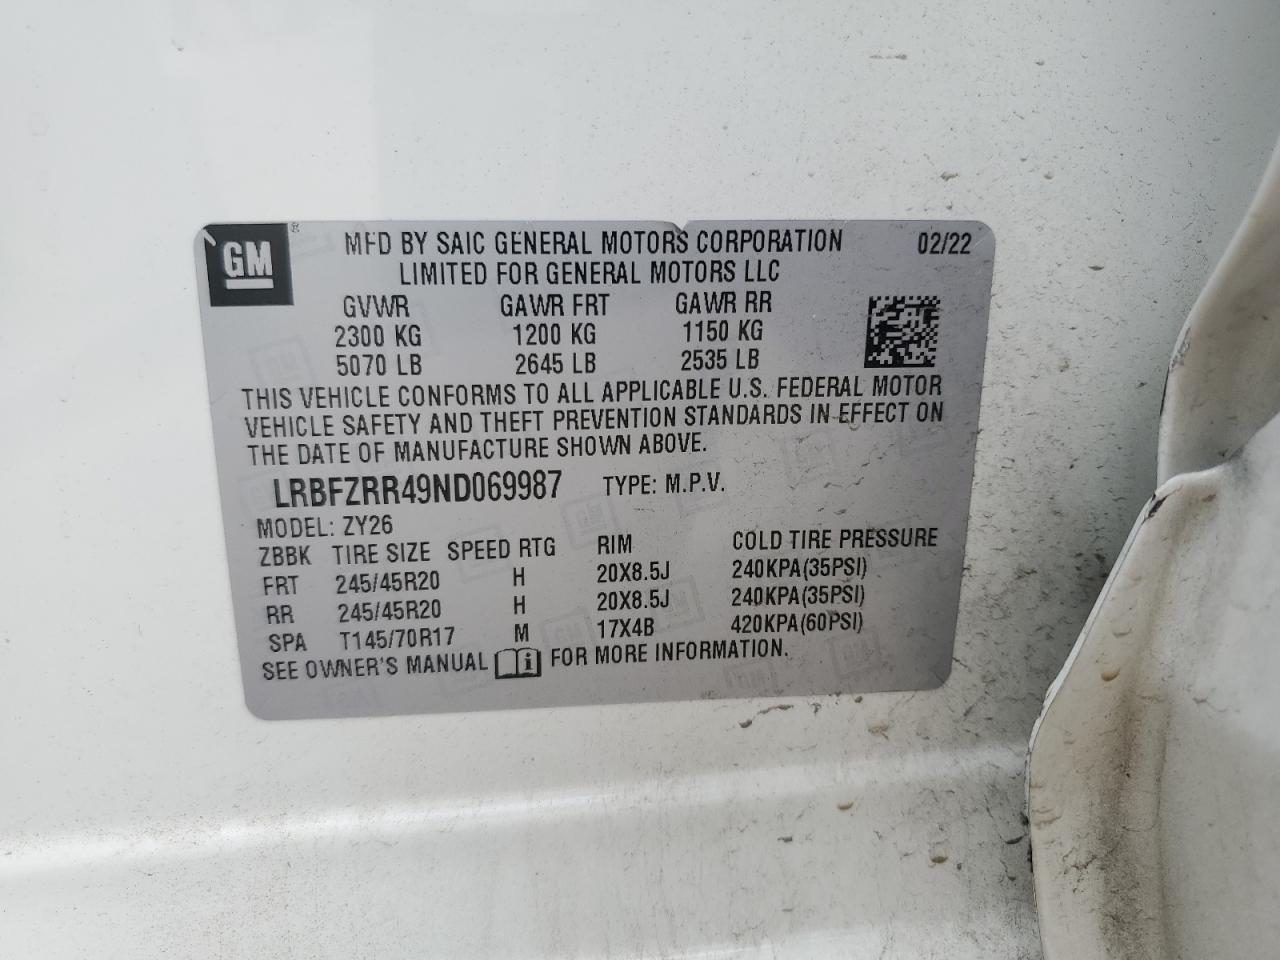 GM ®
MFD BY SAIC GENERAL MOTORS CORPORATION 02/22
LIMITED FOR GENERAL MOTORS LLC
GVWR GAWR FRT GAWR RR
2300 KG 1200 KG 1150 KG
5070 LB 2645 LB 2535 LB
THIS VEHICLE CONFORMS TO ALL APPLICABLE U.S. FEDERAL MOTOR
VEHICLE SAFETY AND THEFT PREVENTION STANDARDS IN EFFECT ON
THE DATE OF MANUFACTURE SHOWN ABOVE.
LRBFZRR49ND069987 TYPE: M.P.V.
MODEL: ZY26
ZBBK TIRE SIZE SPEED RTG RIM COLD TIRE PRESSURE
FRT 245/45R20 H 20X8.5J 240KPA(35PSI)
RR 245/45R20 H 20X8.5J 240KPA(35PSI)
SPA T145/70R17 M 17X4B 420KPA(60PSI)
SEE OWNER'S MANUAL i FOR MORE INFORMATION.